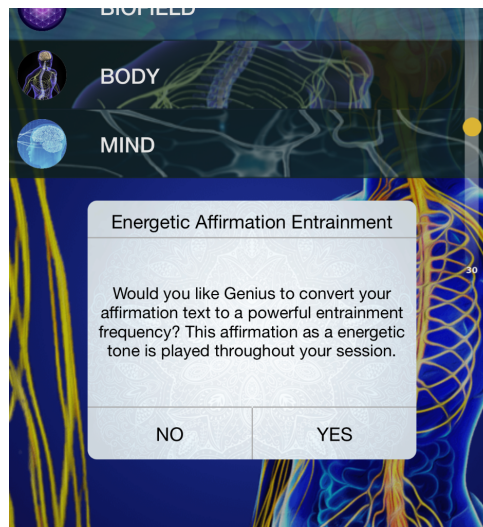 BIOFIELD
BODY
MIND
Energetic Affirmation Entrainment
30
Would you like Genius to convert your
affirmation text to a powerful entrainment
frequency? This affirmation as a energetic
tone is played throughout your session.
NO
YES